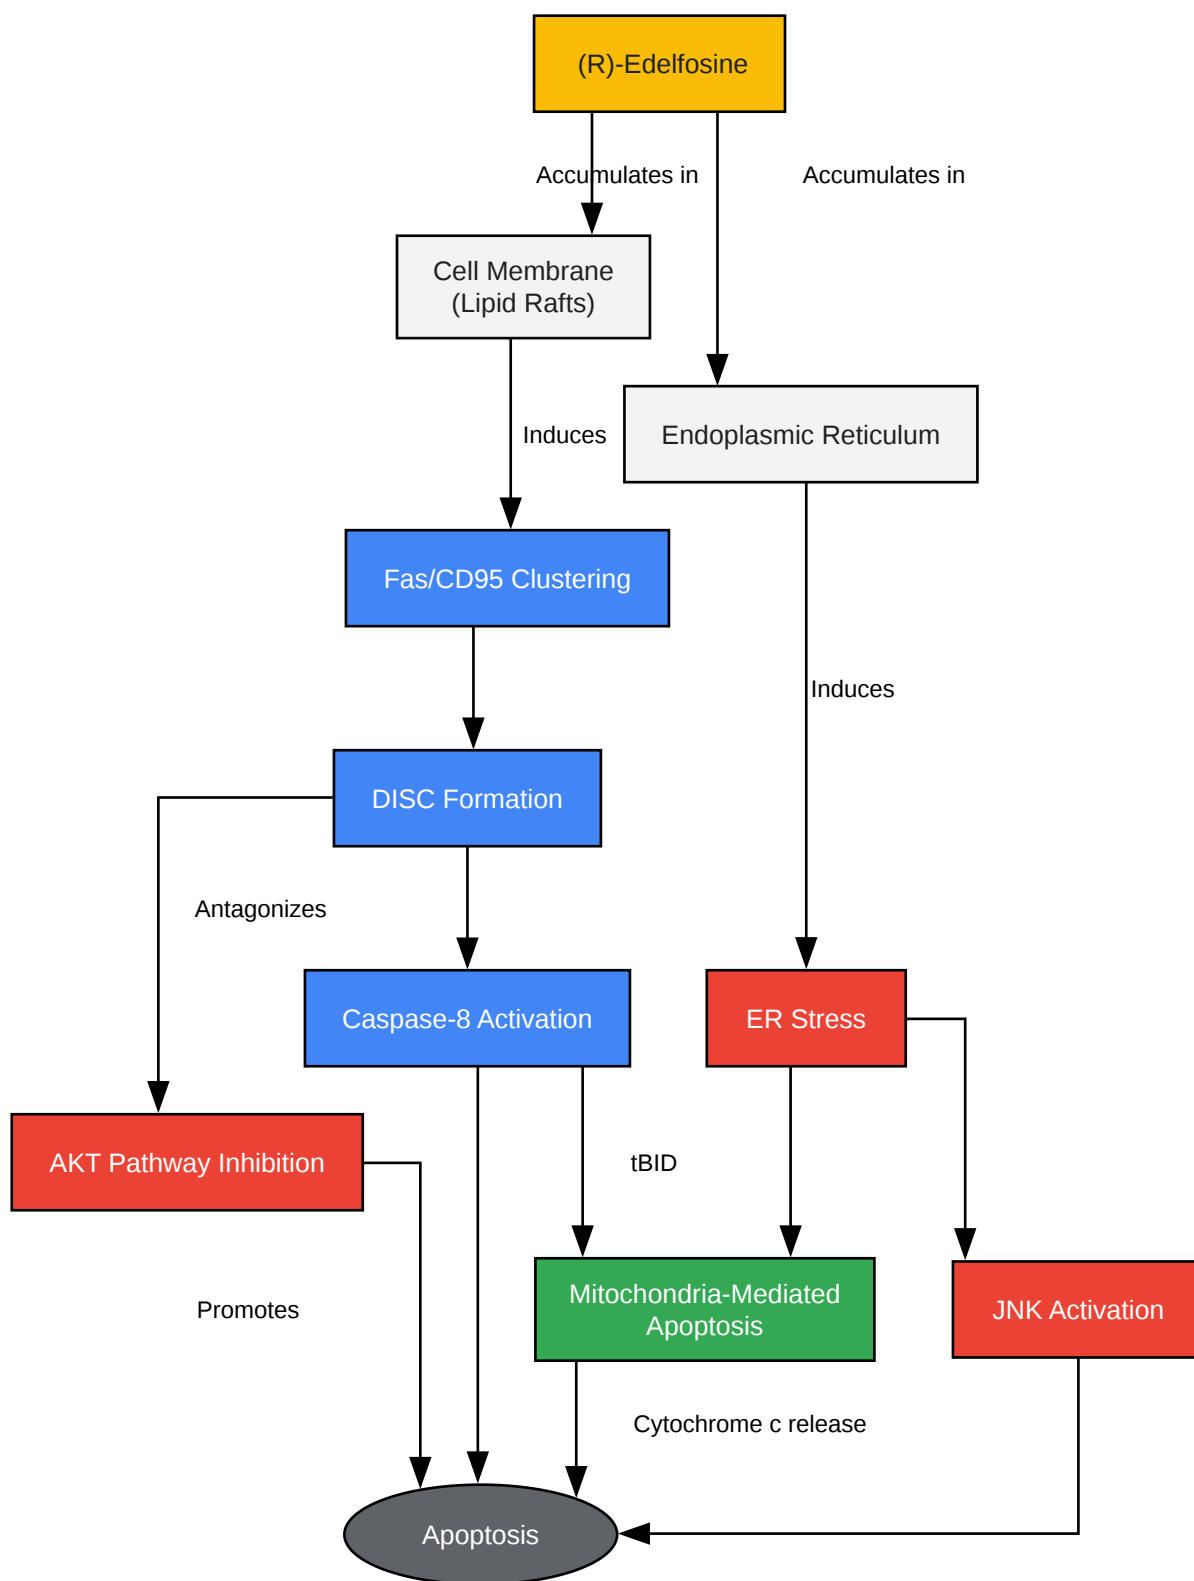 (R)-Edelfosine
Accumulates in
Accumulates in
Cell Membrane
(Lipid Rafts)
Induces
Endoplasmic Reticulum
Fas/CD95 Clustering
Induces
DISC Formation
Antagonizes
Caspase-8 Activation
ER Stress
AKT Pathway Inhibition
tBID
Mitochondria-Mediated
Apoptosis
JNK Activation
Promotes
Cytochrome c release
Apoptosis